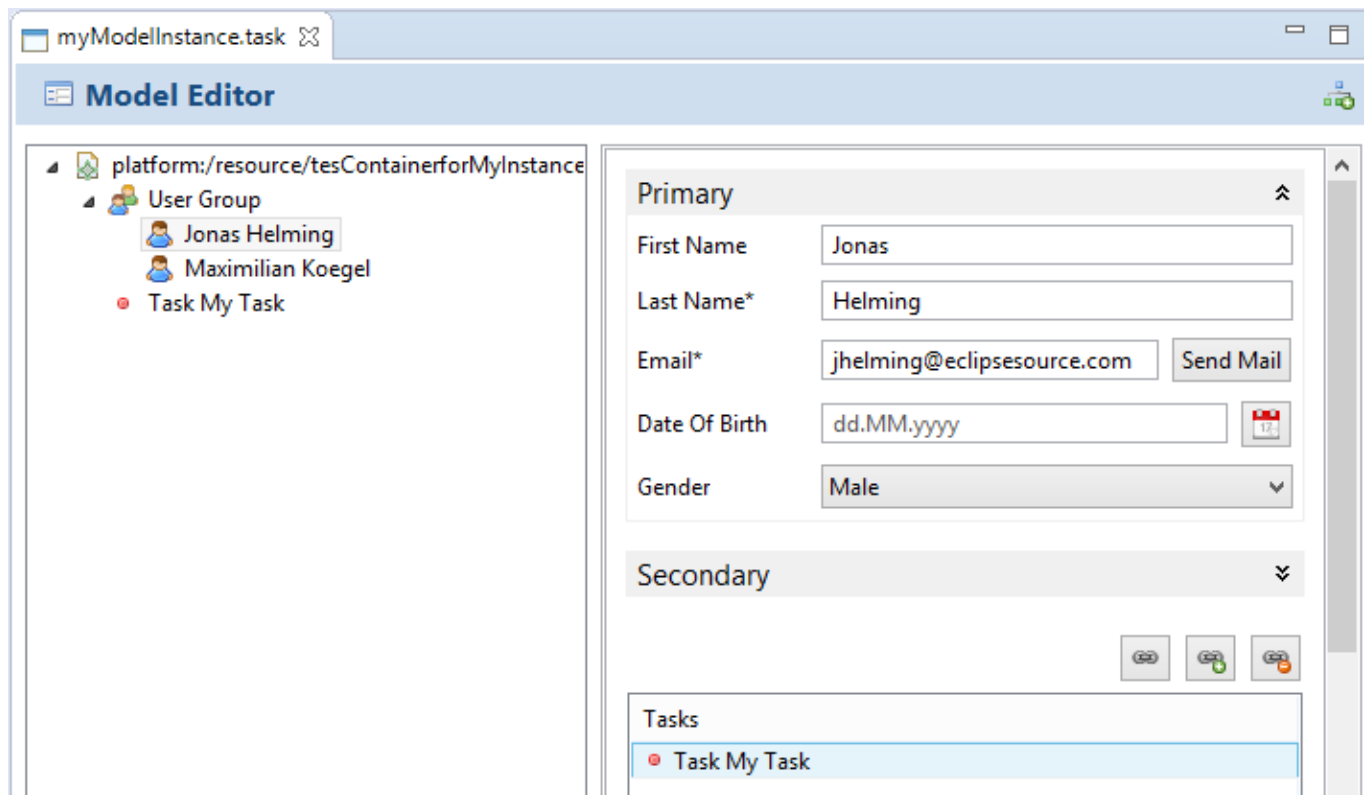 myModelInstance.task
Model Editor
platform:/resource/tesContainerforMyInstance
User Group
Jonas Helming
Maximilian Koegel
Task My Task
Primary
First Name Jonas
Last Name* Helming
Email* jhelming@eclipsesource.com Send Mail
Date Of Birth dd.MM.yyyy 17
Gender Male
Secondary
Tasks
Task My Task